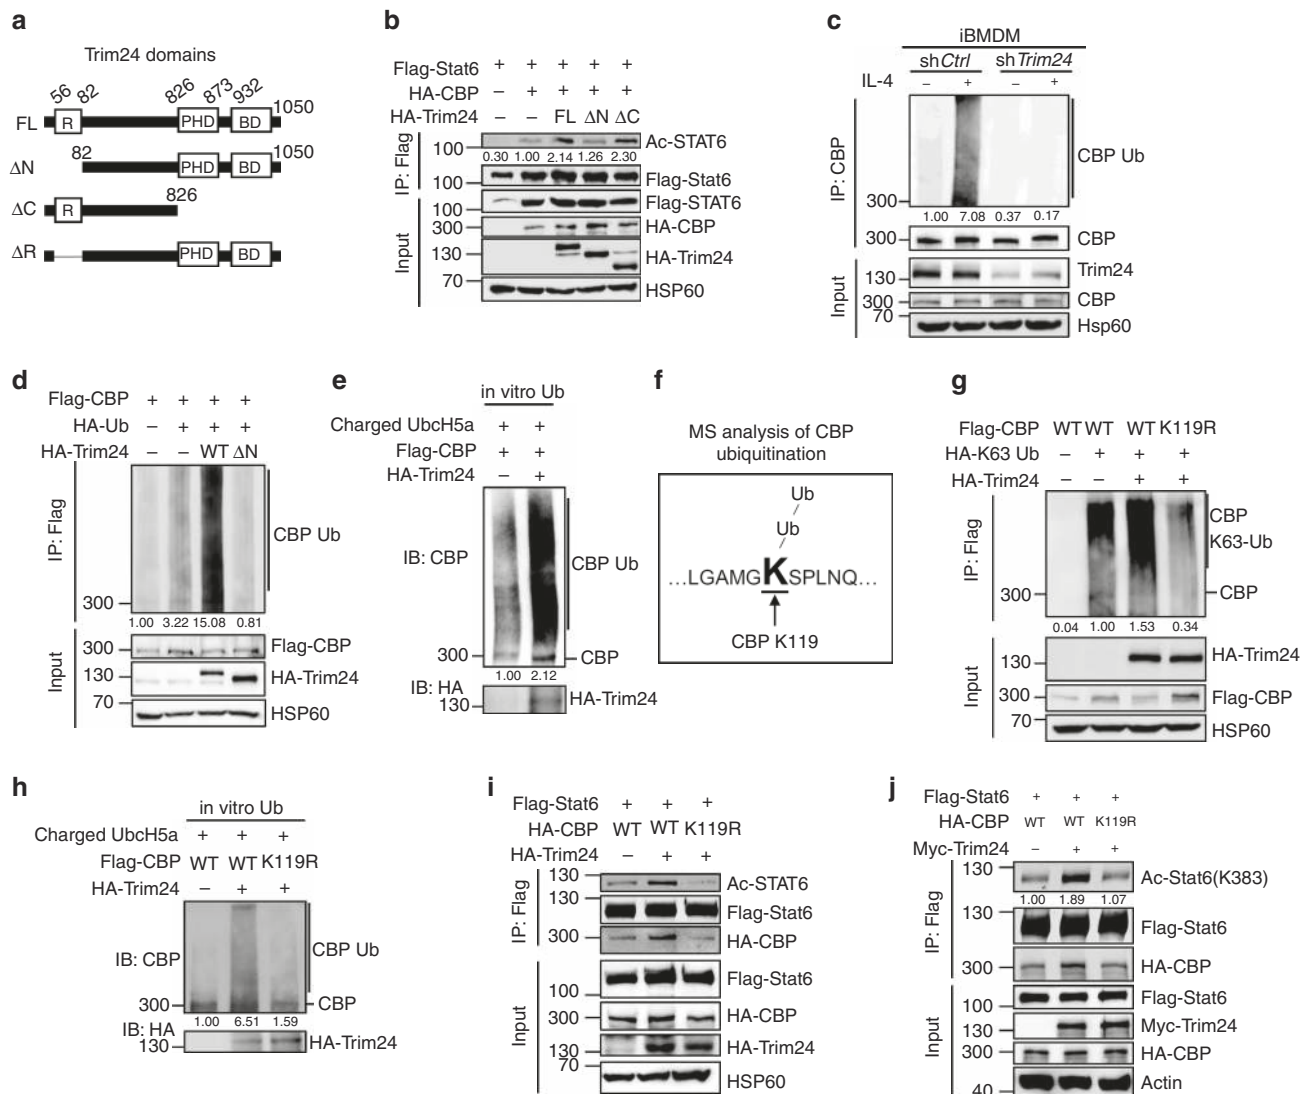 a
Trim24 domains
56 82 826 873 932 1050
FL R PHD BD
82 1050
ΔN PHD BD
826
ΔC R
ΔR PHD BD
b
Flag-Stat6 + + + + +
HA-CBP – + + + +
HA-Trim24 – – FL ΔN ΔC
IP: Flag
100 Ac-STAT6
0.30 1.00 2.14 1.26 2.30
100 Flag-Stat6
Input
100 Flag-STAT6
300 HA-CBP
130 HA-Trim24
70 HSP60
c
iBMDM
shCtrl shTrim24
IL-4 – + – +
IP: CBP
CBP Ub
300
1.00 7.08 0.37 0.17
300 CBP
Input
130 Trim24
300 CBP
70 Hsp60
d
Flag-CBP + + + +
HA-Ub – + + +
HA-Trim24 – – WT ΔN
IP: Flag
CBP Ub
300
1.00 3.22 15.08 0.81
Input
300 Flag-CBP
130 HA-Trim24
70 HSP60
e
in vitro Ub
Charged UbcH5a + +
Flag-CBP + +
HA-Trim24 – +
IB: CBP
CBP Ub
300 CBP
1.00 2.12
IB: HA
130 HA-Trim24
f
MS analysis of CBP
ubiquitination
Ub
Ub
...LGAMGKSPLNQ...
CBP K119
g
Flag-CBP WT WT WT K119R
HA-K63 Ub – + + +
HA-Trim24 – – + +
IP: Flag
CBP
K63-Ub
300 CBP
0.04 1.00 1.53 0.34
Input
130 HA-Trim24
300 Flag-CBP
70 HSP60
h
in vitro Ub
Charged UbcH5a + + +
Flag-CBP WT WT K119R
HA-Trim24 – + +
IB: CBP
CBP Ub
300 CBP
1.00 6.51 1.59
IB: HA
130 HA-Trim24
i
Flag-Stat6 + + +
HA-CBP WT WT K119R
HA-Trim24 – + +
IP: Flag
130 Ac-STAT6
130 Flag-Stat6
300 HA-CBP
Input
Flag-Stat6
100
300 HA-CBP
130 HA-Trim24
70 HSP60
j
Flag-Stat6 + + +
HA-CBP WT WT K119R
Myc-Trim24 – + +
IP: Flag
130 Ac-Stat6(K383)
1.00 1.89 1.07
130 Flag-Stat6
300 HA-CBP
Input
100 Flag-Stat6
130 Myc-Trim24
300 HA-CBP
40 Actin